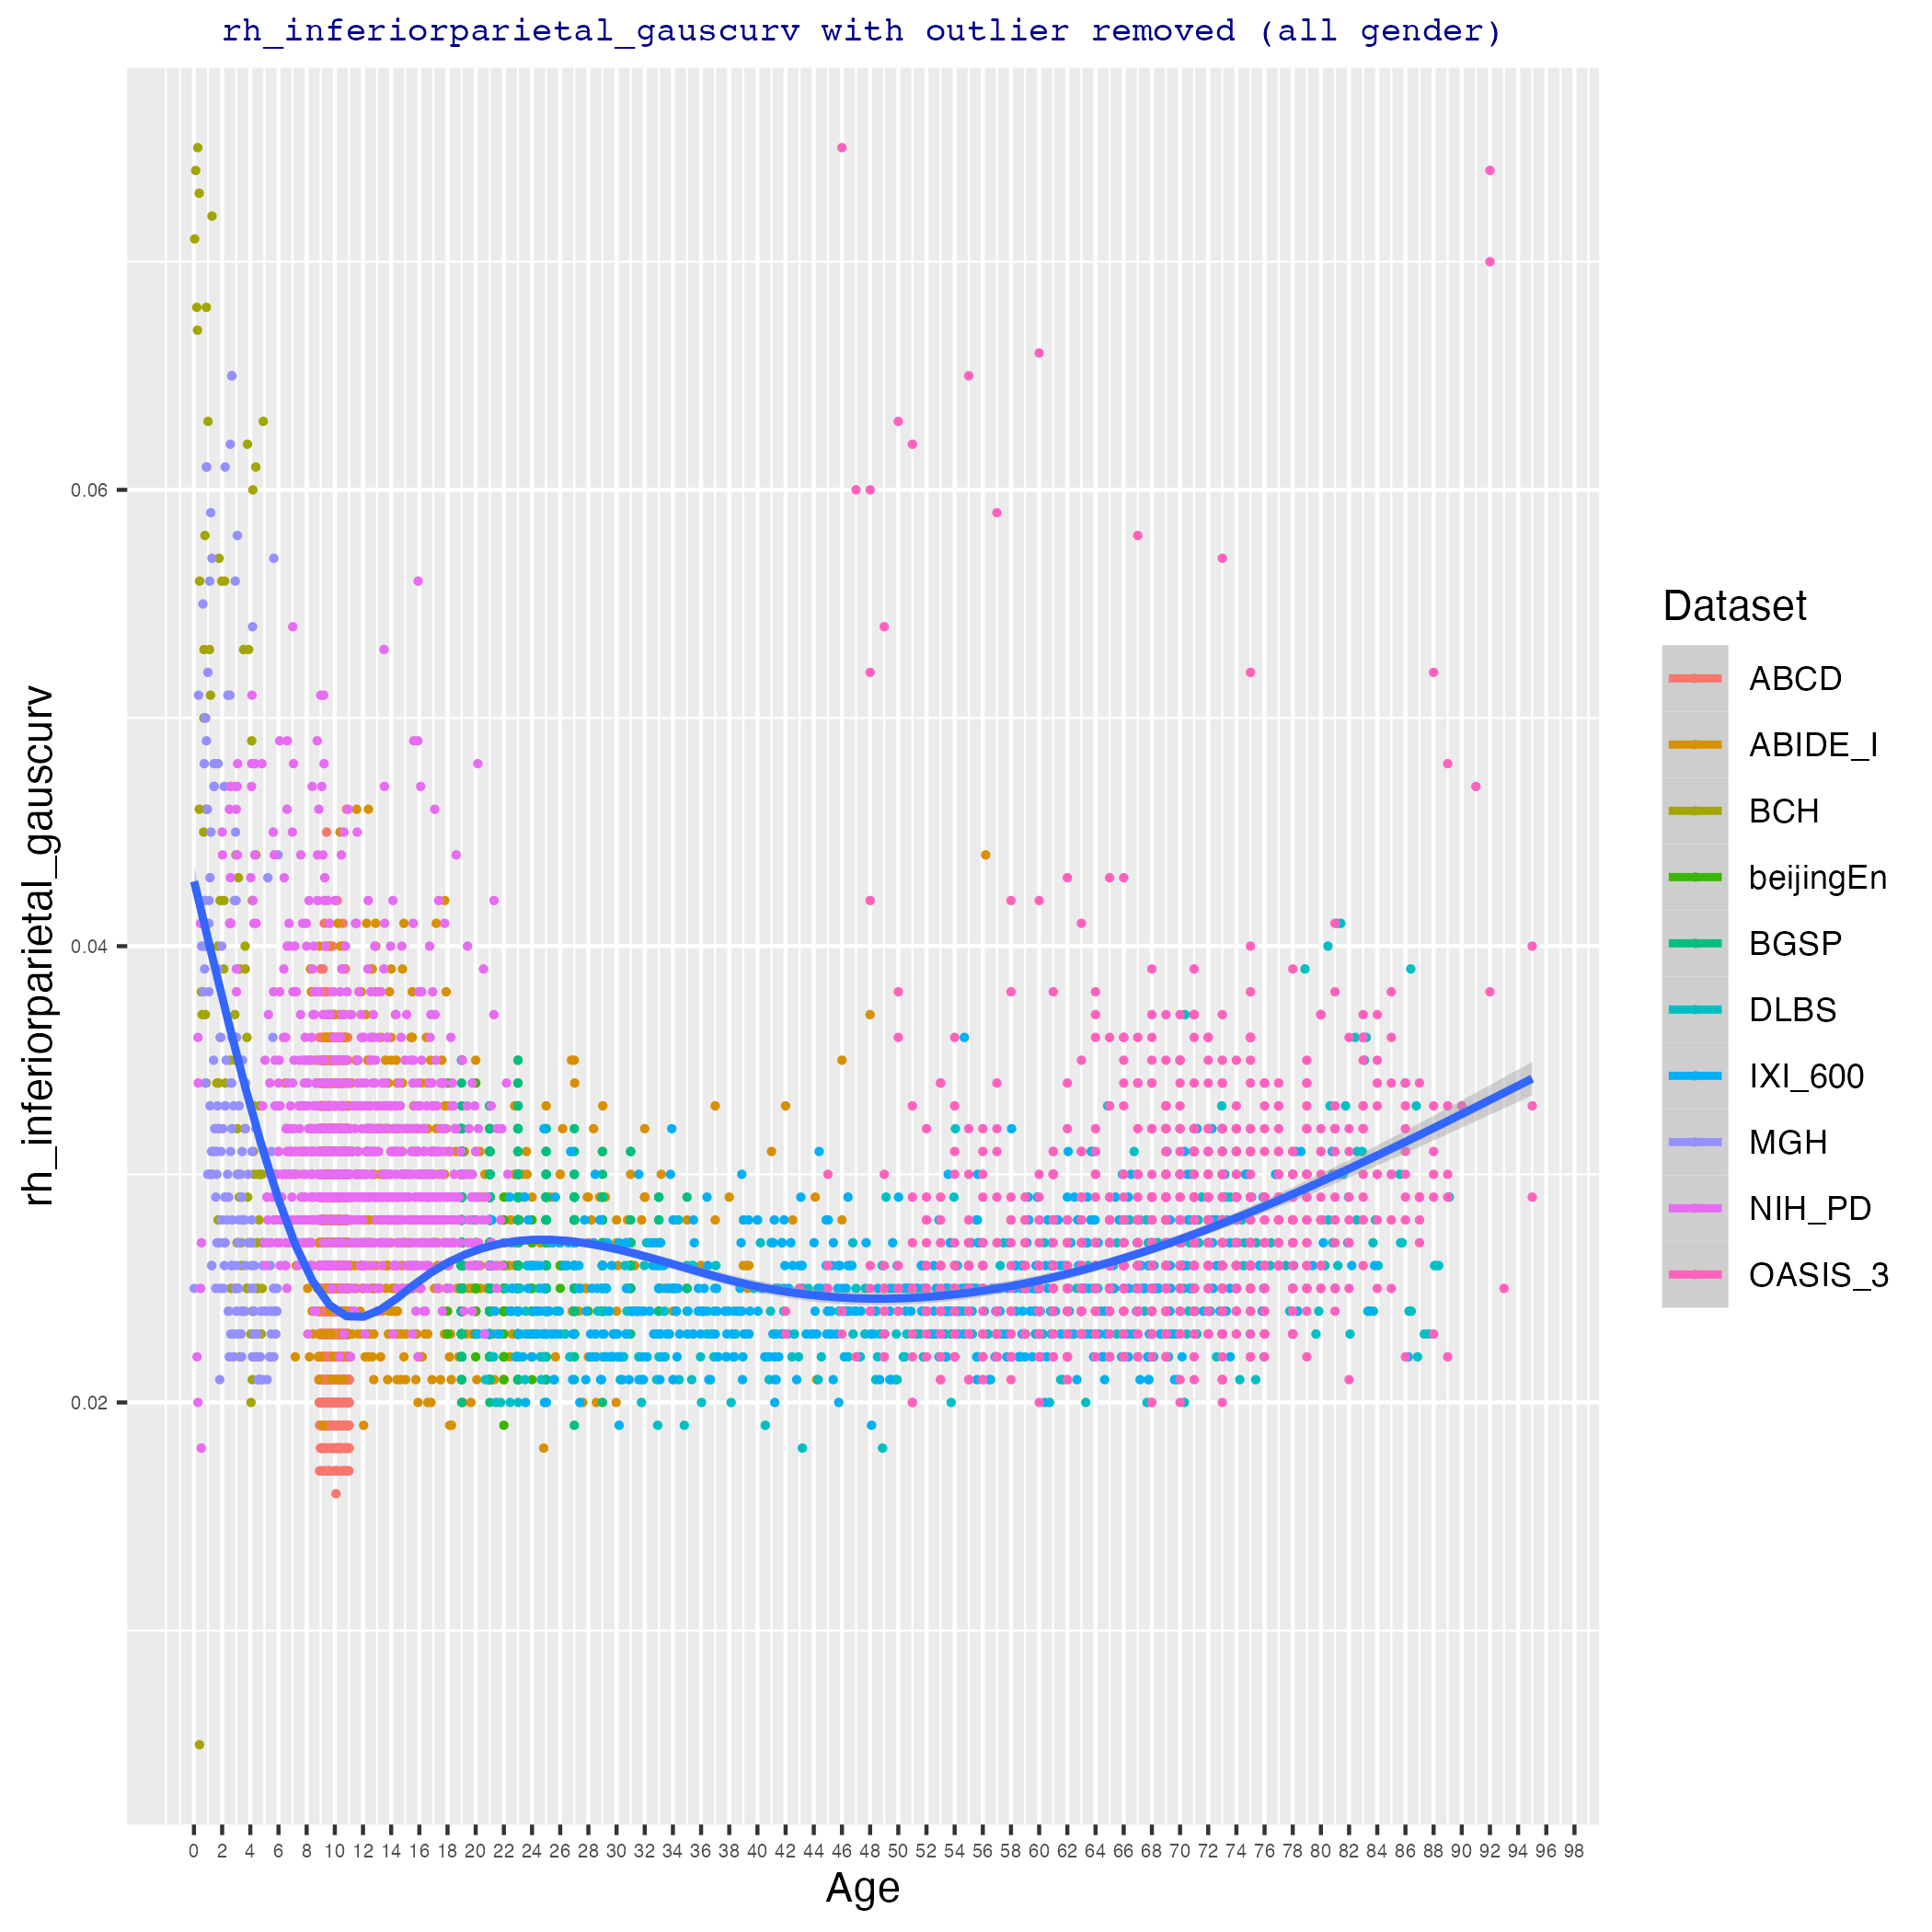 rh_inferiorparietal_gauscurv with outlier removed (all gender)
rh_inferiorparietal_gauscurv
0.06
0.04
0.02
0 2 4 6 8 10 12 14 16 18 20 22 24 26 28 30 32 34 36 38 40 42 44 46 48 50 52 54 56 58 60 62 64 66 68 70 72 74 76 78 80 82 84 86 88 90 92 94 96 98
Age
Dataset
ABCD
ABIDE_I
BCH
beijingEn
BGSP
DLBS
IXI_600
MGH
NIH_PD
OASIS_3